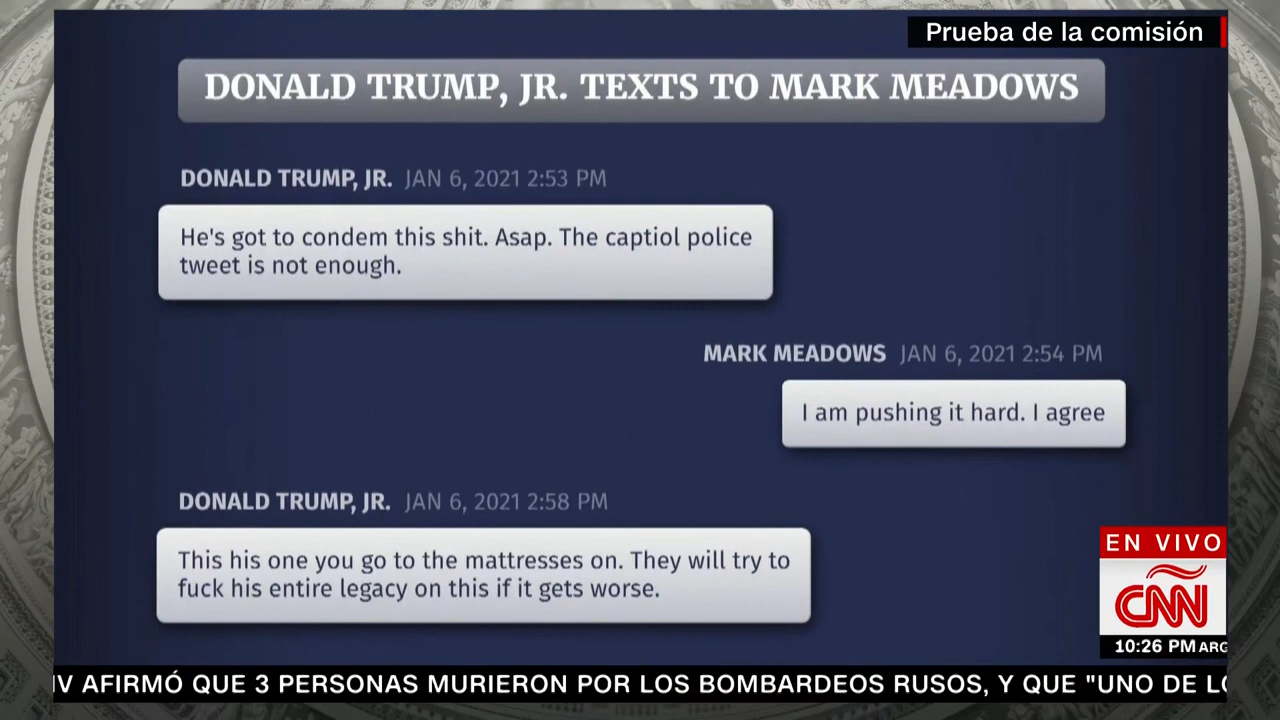 Prueba de la comisión
DONALD TRUMP, JR. TEXTS TO MARK MEADOWS
DONALD TRUMP, JR. JAN 6, 2021 2:53 PM
He's got to condem this shit. Asap. The captiol police
tweet is not enough.
MARK MEADOWS JAN 6, 2021 2:54 PM
I am pushing it hard. I agree
DONALD TRUMP, JR. JAN 6, 2021 2:58 PM
This his one you go to the mattresses on. They will try to
fuck his entire legacy on this if it gets worse.
EN VIVO
CNN
10:26 PM ARG
IV AFIRMÓ QUE 3 PERSONAS MURIERON POR LOS BOMBARDEOS RUSOS, Y QUE "UNO DE LO